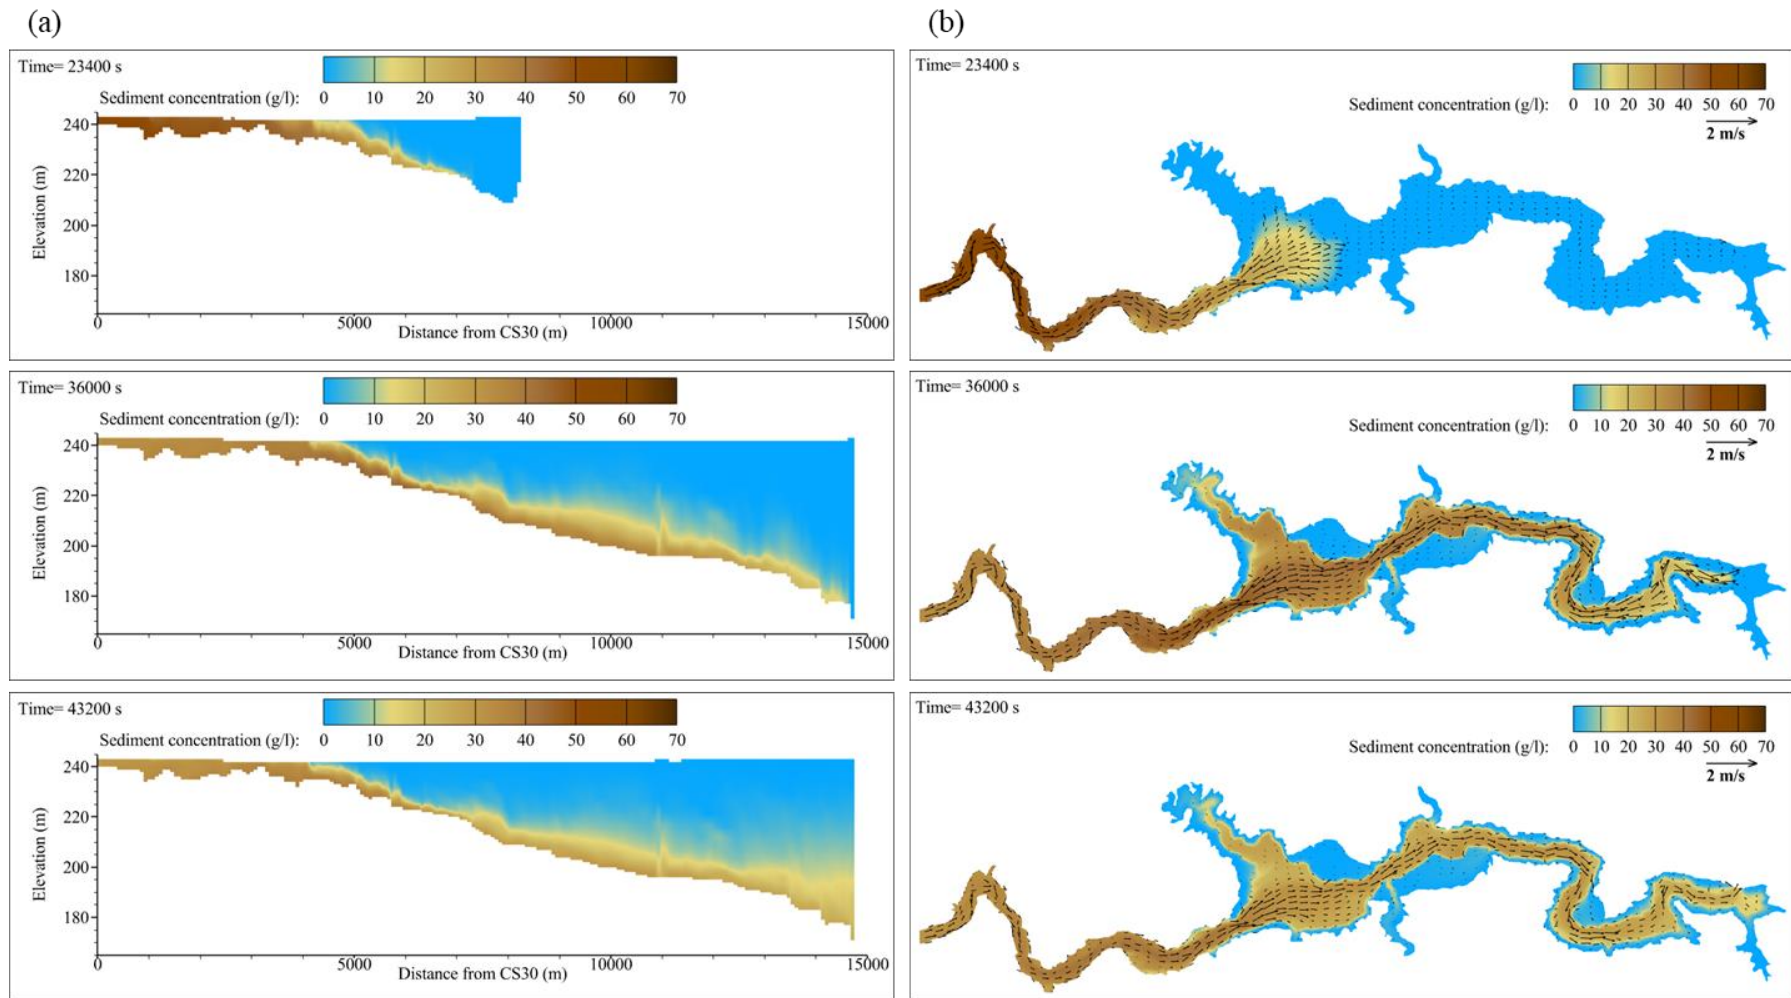 (a)
(b)
Time= 23400 s
Sediment concentration (g/l): 0 10 20 30 40 50 60 70
240
220
200
180
Elevation (m)
0 5000 10000 15000
Distance from CS30 (m)
Time= 23400 s
Sediment concentration (g/l): 0 10 20 30 40 50 60 70
2 m/s
Time= 36000 s
Sediment concentration (g/l): 0 10 20 30 40 50 60 70
240
220
200
180
Elevation (m)
0 5000 10000 15000
Distance from CS30 (m)
Time= 36000 s
Sediment concentration (g/l): 0 10 20 30 40 50 60 70
2 m/s
Time= 43200 s
Sediment concentration (g/l): 0 10 20 30 40 50 60 70
240
220
200
180
Elevation (m)
0 5000 10000 15000
Distance from CS30 (m)
Time= 43200 s
Sediment concentration (g/l): 0 10 20 30 40 50 60 70
2 m/s